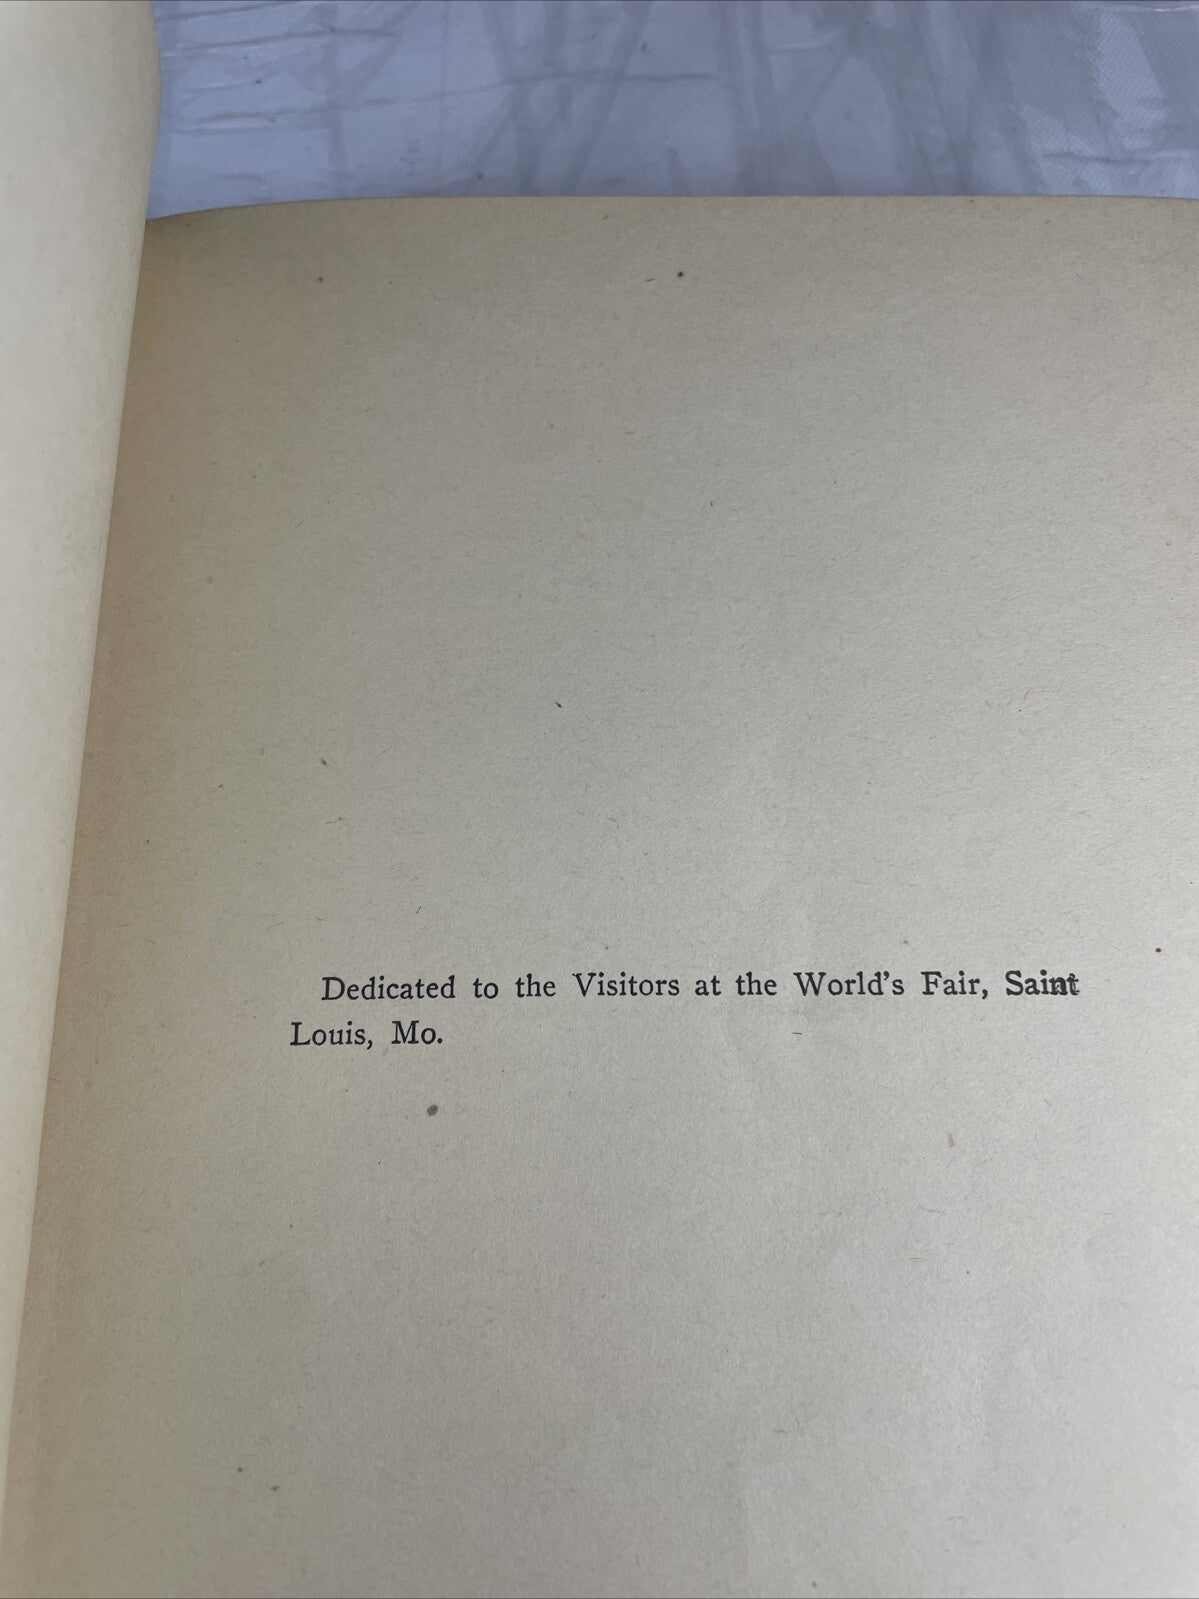 Dedicated to the Visitors at the World's Fair, Saint
Louis, Mo.